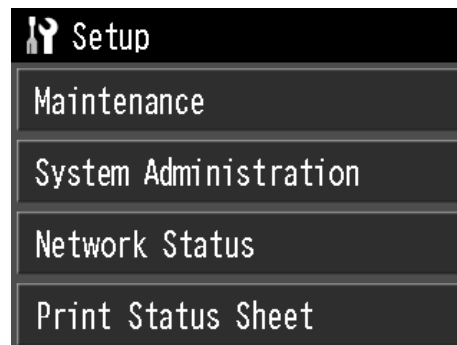 Setup
Maintenance
System Administration
Network Status
Print Status Sheet